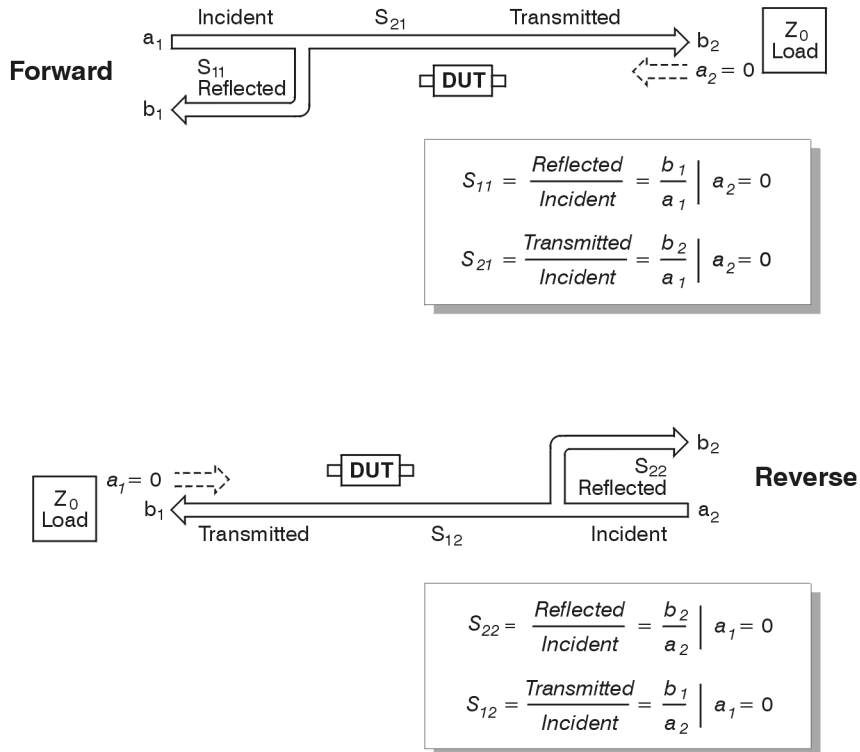 Incident S21 Transmitted
a1 b2 Z0 Load
Forward
S11
Reflected
DUT
a2 = 0
b1
S11 = Reflected / Incident = b1 / a1 | a2 = 0
S21 = Transmitted / Incident = b2 / a1 | a2 = 0
b2
DUT
S22
Reflected
Reverse
a1 = 0
Z0 Load
b1 a2
Transmitted S12 Incident
S22 = Reflected / Incident = b2 / a2 | a1 = 0
S12 = Transmitted / Incident = b1 / a2 | a1 = 0